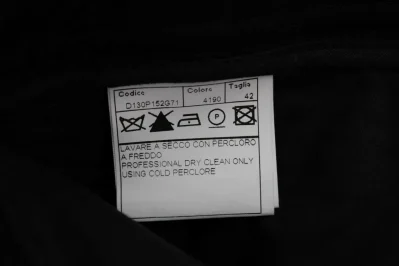 Codice Colore Taglia
D130P152GT1 4190 42
P
LAVARE A SECCO CON PERCLORO
A FREDDO
PROFESSIONAL DRY CLEAN ONLY
USING COLD PERCLORE